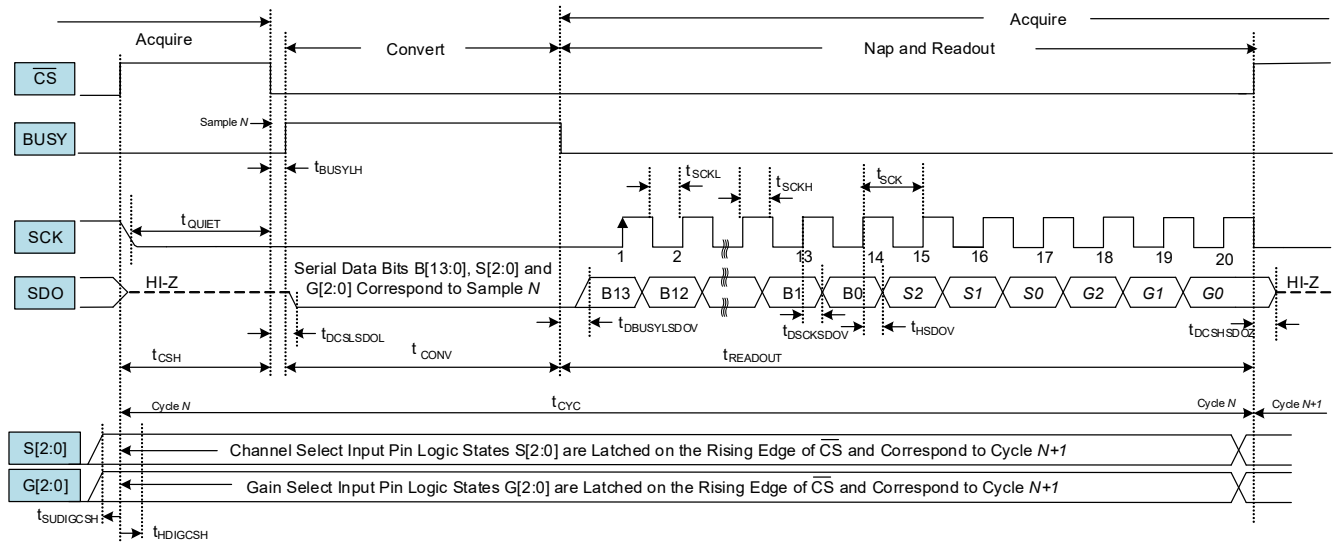 Acquire
Acquire
Convert
Nap and Readout
CS
Sample N
BUSY
tBUSYLH
tSCKL
tSCKH
tSCK
tQUIET
SCK
1 2 13 14 15 16 17 18 19 20
SDO
HI-Z
Serial Data Bits B[13:0], S[2:0] and
G[2:0] Correspond to Sample N
B13 B12 B1 B0 S2 S1 S0 G2 G1 G0
HI-Z
tDCSLSDOL
tDBUSYLSDOV
tDSCKSDOV
tHSDOV
tDCSHSDOZ
tCSH
tCONV
tREADOUT
Cycle N
tCYC
Cycle N
Cycle N+1
S[2:0]
Channel Select Input Pin Logic States S[2:0] are Latched on the Rising Edge of CS and Correspond to Cycle N+1
G[2:0]
Gain Select Input Pin Logic States G[2:0] are Latched on the Rising Edge of CS and Correspond to Cycle N+1
tSUDIGCSH
tHDIGCSH